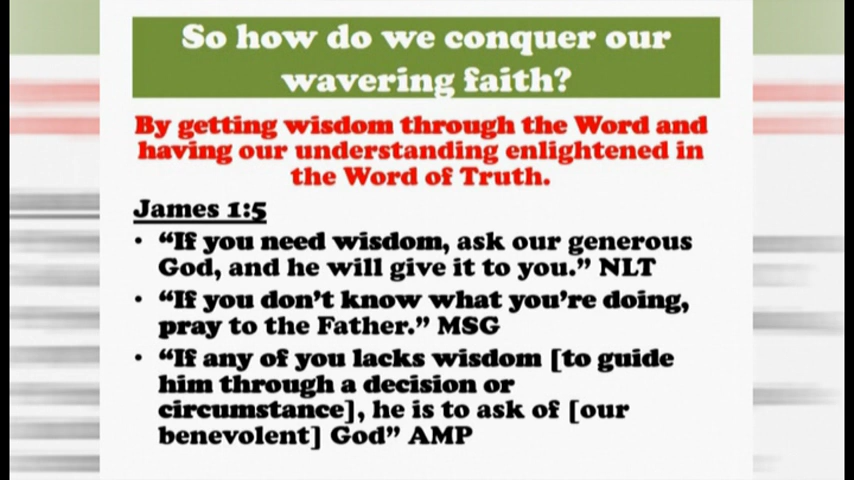 So how do we conquer our
wavering faith?
By getting wisdom through the Word and
having our understanding enlightened in
the Word of Truth.
James 1:5
• “If you need wisdom, ask our generous
God, and he will give it to you.” NLT
• “If you don’t know what you’re doing,
pray to the Father.” MSG
• “If any of you lacks wisdom [to guide
him through a decision or
circumstance], he is to ask of [our
benevolent] God” AMP